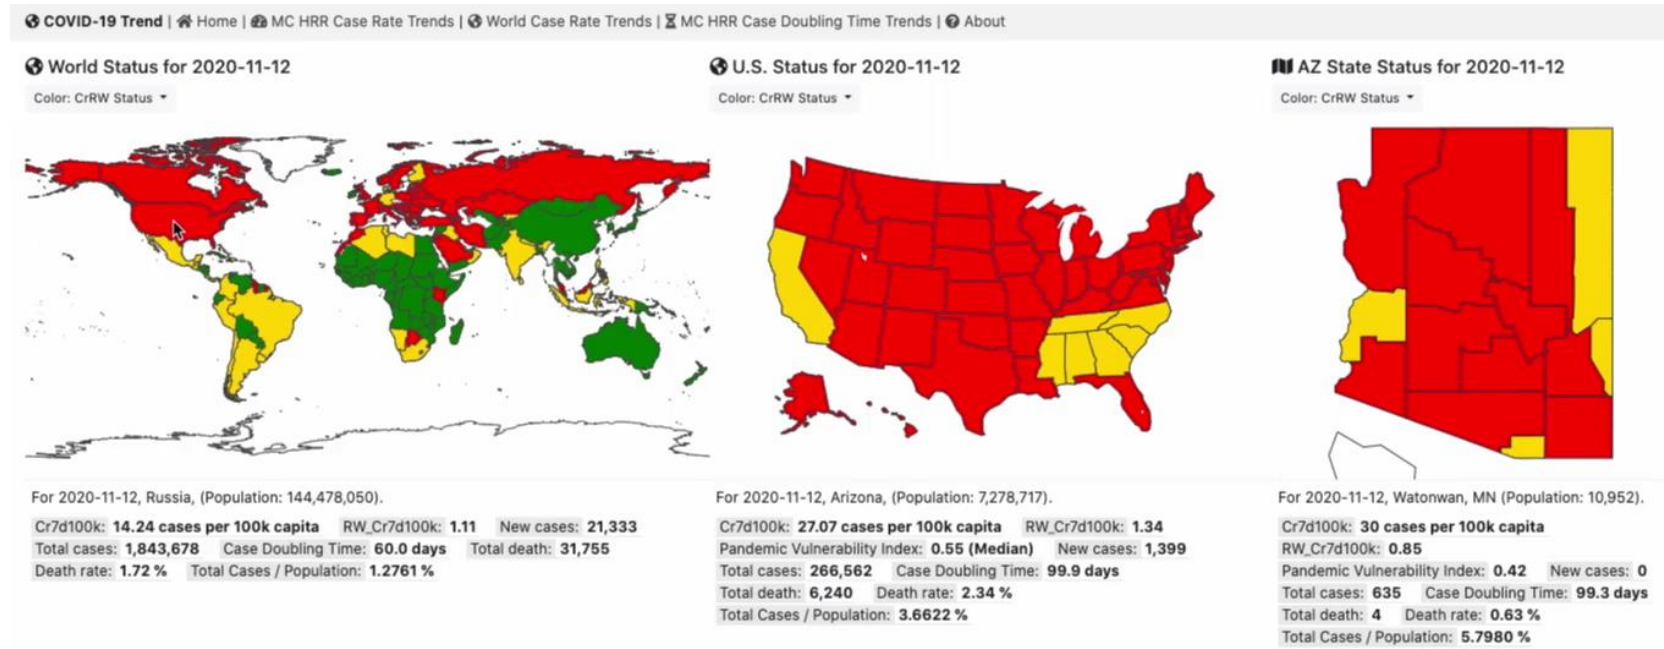 COVID-19 Trend | Home | MC HRR Case Rate Trends | World Case Rate Trends | MC HRR Case Doubling Time Trends | About
World Status for 2020-11-12
Color: CrRW Status
For 2020-11-12, Russia, (Population: 144,478,050).
Cr7d100k: 14.24 cases per 100k capita RW_Cr7d100k: 1.11 New cases: 21,333
Total cases: 1,843,678 Case Doubling Time: 60.0 days Total death: 31,755
Death rate: 1.72 % Total Cases / Population: 1.2761 %
U.S. Status for 2020-11-12
Color: CrRW Status
For 2020-11-12, Arizona, (Population: 7,278,717).
Cr7d100k: 27.07 cases per 100k capita RW_Cr7d100k: 1.34
Pandemic Vulnerability Index: 0.55 (Median) New cases: 1,399
Total cases: 266,562 Case Doubling Time: 99.9 days
Total death: 6,240 Death rate: 2.34 %
Total Cases / Population: 3.6622 %
AZ State Status for 2020-11-12
Color: CrRW Status
For 2020-11-12, Watonwan, MN (Population: 10,952).
Cr7d100k: 30 cases per 100k capita
RW_Cr7d100k: 0.85
Pandemic Vulnerability Index: 0.42 New cases: 0
Total cases: 635 Case Doubling Time: 99.3 days
Total death: 4 Death rate: 0.63 %
Total Cases / Population: 5.7980 %